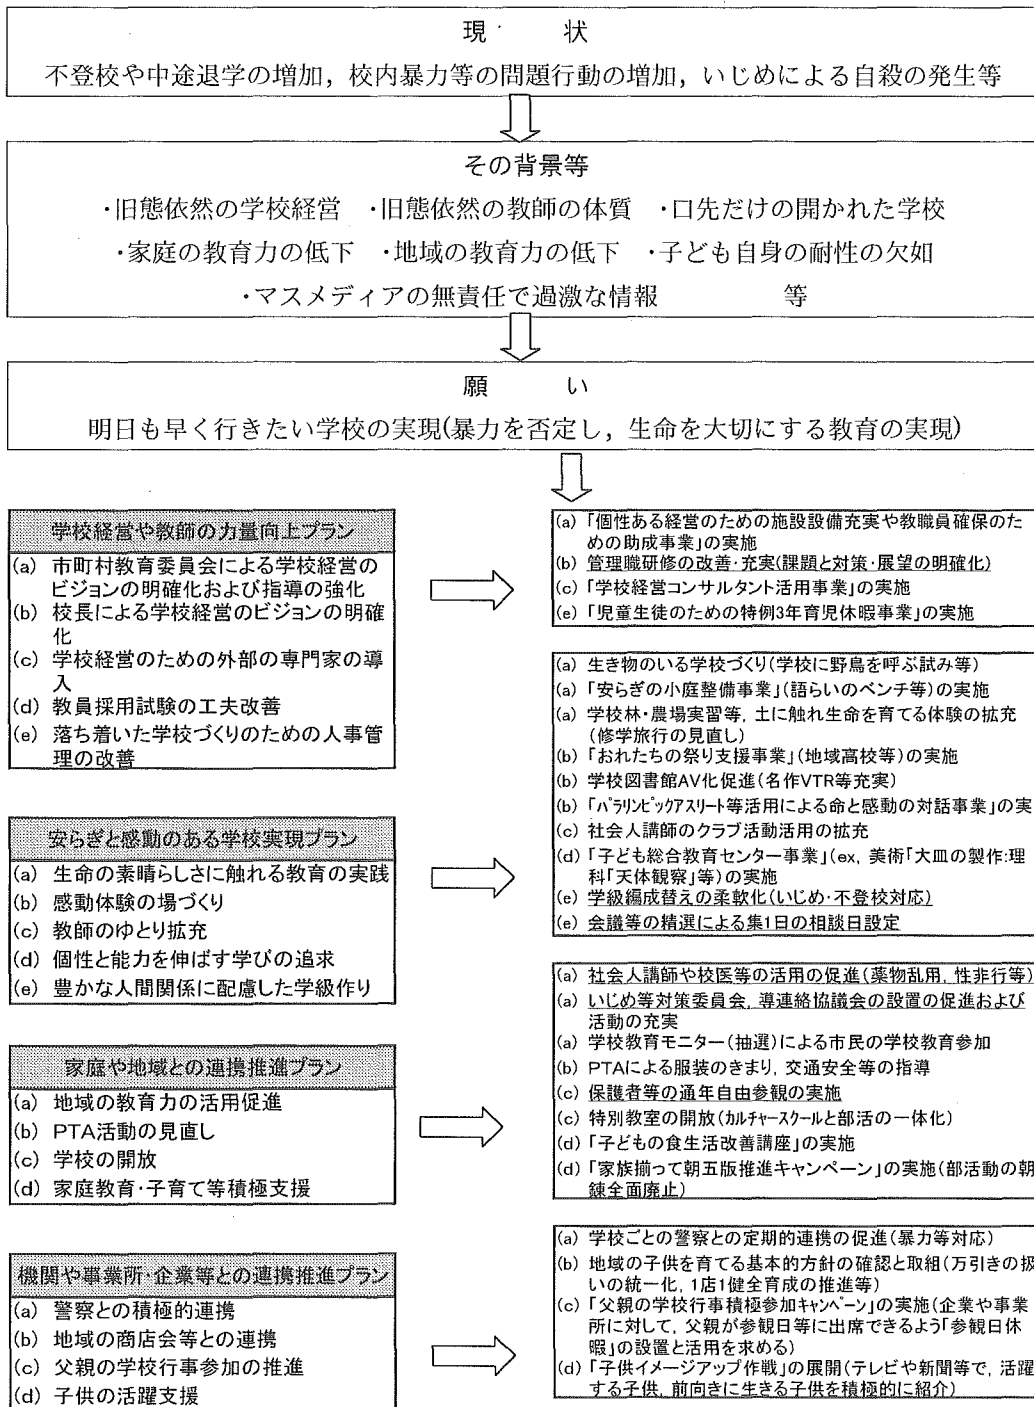 現 状
不登校や中途退学の増加，校内暴力等の問題行動の増加，いじめによる自殺の発生等
その背景等
・旧態依然の学校経営 ・旧態依然の教師の体質 ・口先だけの開かれた学校
・家庭の教育力の低下 ・地域の教育力の低下 ・子ども自身の耐性の欠如
・マスメディアの無責任で過激な情報 等
願 い
明日も早く行きたい学校の実現(暴力を否定し，生命を大切にする教育の実現)
学校経営や教師の力量向上プラン
(a) 市町村教育委員会による学校経営の
ビジョンの明確化および指導の強化
(b) 校長による学校経営のビジョンの明確
化
(c) 学校経営のための外部の専門家の導
入
(d) 教員採用試験の工夫改善
(e) 落ち着いた学校づくりのための人事管
理の改善
(a) 「個性ある経営のための施設設備充実や教職員確保のた
めの助成事業」の実施
(b) 管理職研修の改善・充実(課題と対策・展望の明確化)
(c) 「学校経営コンサルタント活用事業」の実施
(e) 「児童生徒のための特例3年育児休暇事業」の実施
安らぎと感動のある学校実現プラン
(a) 生命の素晴らしさに触れる教育の実践
(b) 感動体験の場づくり
(c) 教師のゆとり拡充
(d) 個性と能力を伸ばす学びの追求
(e) 豊かな人間関係に配慮した学級作り
(a) 生き物のいる学校づくり(学校に野鳥を呼ぶ試み等)
(a) 「安らぎの小庭整備事業」(語らいのベンチ等)の実施
(a) 学校林・農場実習等，土に触れ生命を育てる体験の拡充
(修学旅行の見直し)
(b) 「おれたちの祭り支援事業」(地域高校等)の実施
(b) 学校図書館AV化促進(名作VTR等充実)
(b) 「パラリンピックアスリート等活用による命と感動の対話事業」の実
(c) 社会人講師のクラブ活動活用の拡充
(d) 「子ども総合教育センター事業」(ex，美術「大皿の製作:理
科「天体観察」等)の実施
(e) 学級編成替えの柔軟化(いじめ・不登校対応)
(e) 会議等の精選による集1日の相談日設定
家庭や地域との連携推進プラン
(a) 地域の教育力の活用促進
(b) PTA活動の見直し
(c) 学校の開放
(d) 家庭教育・子育て等積極支援
(a) 社会人講師や校医等の活用の促進(薬物乱用，性非行等)
(a) いじめ等対策委員会，導連絡協議会の設置の促進および
活動の充実
(a) 学校教育モニター(抽選)による市民の学校教育参加
(b) PTAによる服装のきまり，交通安全等の指導
(c) 保護者等の通年自由参観の実施
(c) 特別教室の開放(カルチャースクールと部活の一体化)
(d) 「子どもの食生活改善講座」の実施
(d) 「家族揃って朝五版推進キャンペーン」の実施(部活動の朝
練全面廃止)
機関や事業所・企業等との連携推進プラン
(a) 警察との積極的連携
(b) 地域の商店会等との連携
(c) 父親の学校行事参加の推進
(d) 子供の活躍支援
(a) 学校ごとの警察との定期的連携の促進(暴力等対応)
(b) 地域の子供を育てる基本的方針の確認と取組(万引きの扱
いの統一化，1店1健全育成の推進等)
(c) 「父親の学校行事積極参加キャンペーン」の実施(企業や事業
所に対して，父親が参観日等に出席できるよう「参観日休
暇」の設置と活用を求める)
(d) 「子供イメージアップ作戦」の展開(テレビや新聞等で，活躍
する子供，前向きに生きる子供を積極的に紹介)